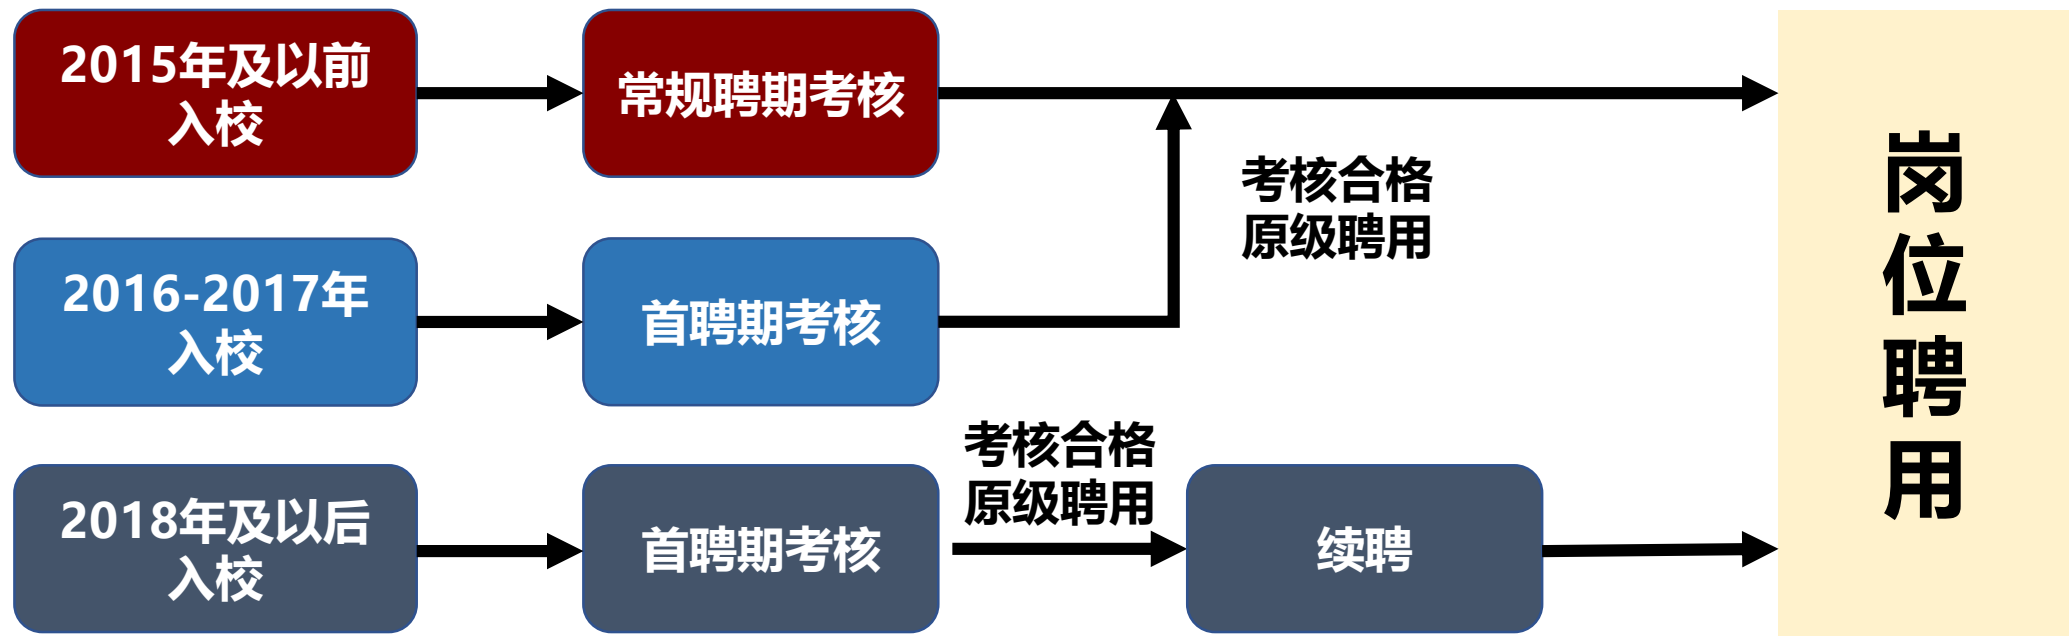 2015年及以前
入校
常规聘期考核
考核合格
原级聘用
2016-2017年
入校
首聘期考核
考核合格
原级聘用
2018年及以后
入校
首聘期考核
续聘
岗
位
聘
用